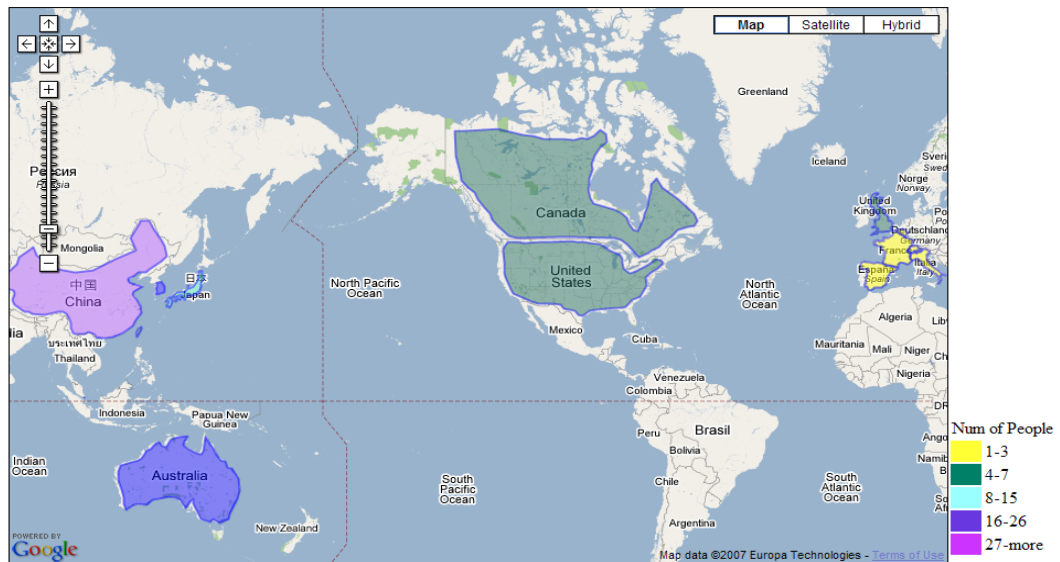 Map Satellite Hybrid
Greenland
Iceland
Sveri
Swed
Norge
Norway
United
Kingdom
Deutschland
Germany
France
Italia
Italy
España
Spain
Россия
Russia
Mongolia
中国
China
Japan
ประเทศไทย
Thailand
Indonesia
Papua New
Guinea
Indian
Ocean
Australia
New Zealand
North Pacific
Ocean
South
Pacific
Ocean
Canada
United
States
Mexico
Cuba
North
Atlantic
Ocean
Venezuela
Colombia
Peru
Brasil
Bolivia
Chile
Argentina
South
Atlantic
Ocean
Algeria
Mauritania
Mali
Niger
Nigeria
DR
Ango
Namib
Num of People
1-3
4-7
8-15
16-26
27-more
POWERED BY
Google
Map data ©2007 Europa Technologies - Terms of Use